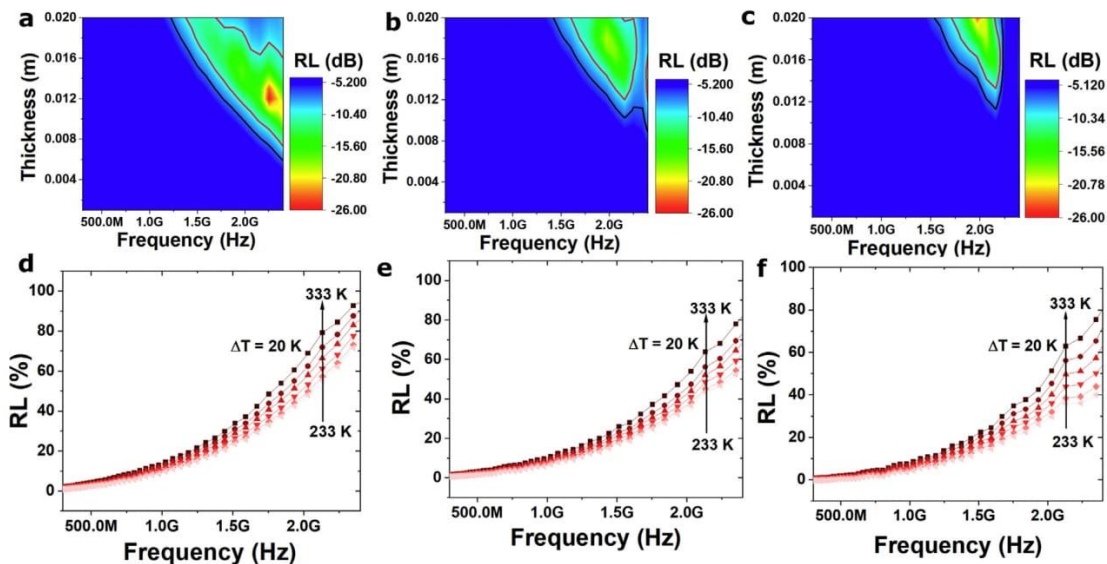 a
0.020
0.016
0.012
0.008
0.004
Thickness (m)
500.0M 1.0G 1.5G 2.0G
Frequency (Hz)
RL (dB)
-5.200
-10.40
-15.60
-20.80
-26.00
b
0.020
0.016
0.012
0.008
0.004
Thickness (m)
500.0M 1.0G 1.5G 2.0G
Frequency (Hz)
RL (dB)
-5.200
-10.40
-15.60
-20.80
-26.00
c
0.020
0.016
0.012
0.008
0.004
Thickness (m)
500.0M 1.0G 1.5G 2.0G
Frequency (Hz)
RL (dB)
-5.120
-10.34
-15.56
-20.78
-26.00
d
100
80
60
40
20
0
RL (%)
333 K
ΔT = 20 K
233 K
500.0M 1.0G 1.5G 2.0G
Frequency (Hz)
e
100
80
60
40
20
0
RL (%)
333 K
ΔT = 20 K
233 K
500.0M 1.0G 1.5G 2.0G
Frequency (Hz)
f
100
80
60
40
20
0
RL (%)
333 K
ΔT = 20 K
233 K
500.0M 1.0G 1.5G 2.0G
Frequency (Hz)